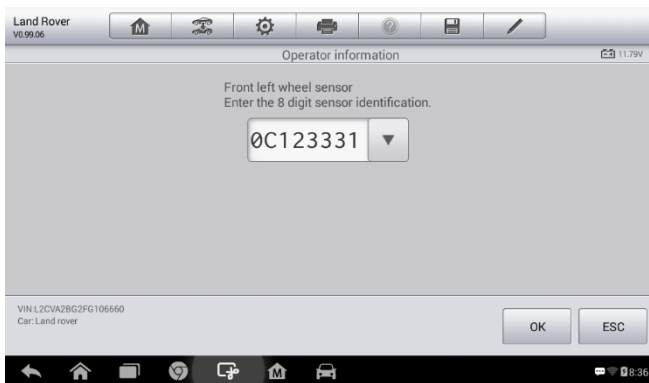 Land Rover
V0.99.06
Operator information
11.79V
Front left wheel sensor
Enter the 8 digit sensor identification.
0C123331
VIN:L2CVA2BG2FG106660
Car: Land rover
OK
ESC
8:36